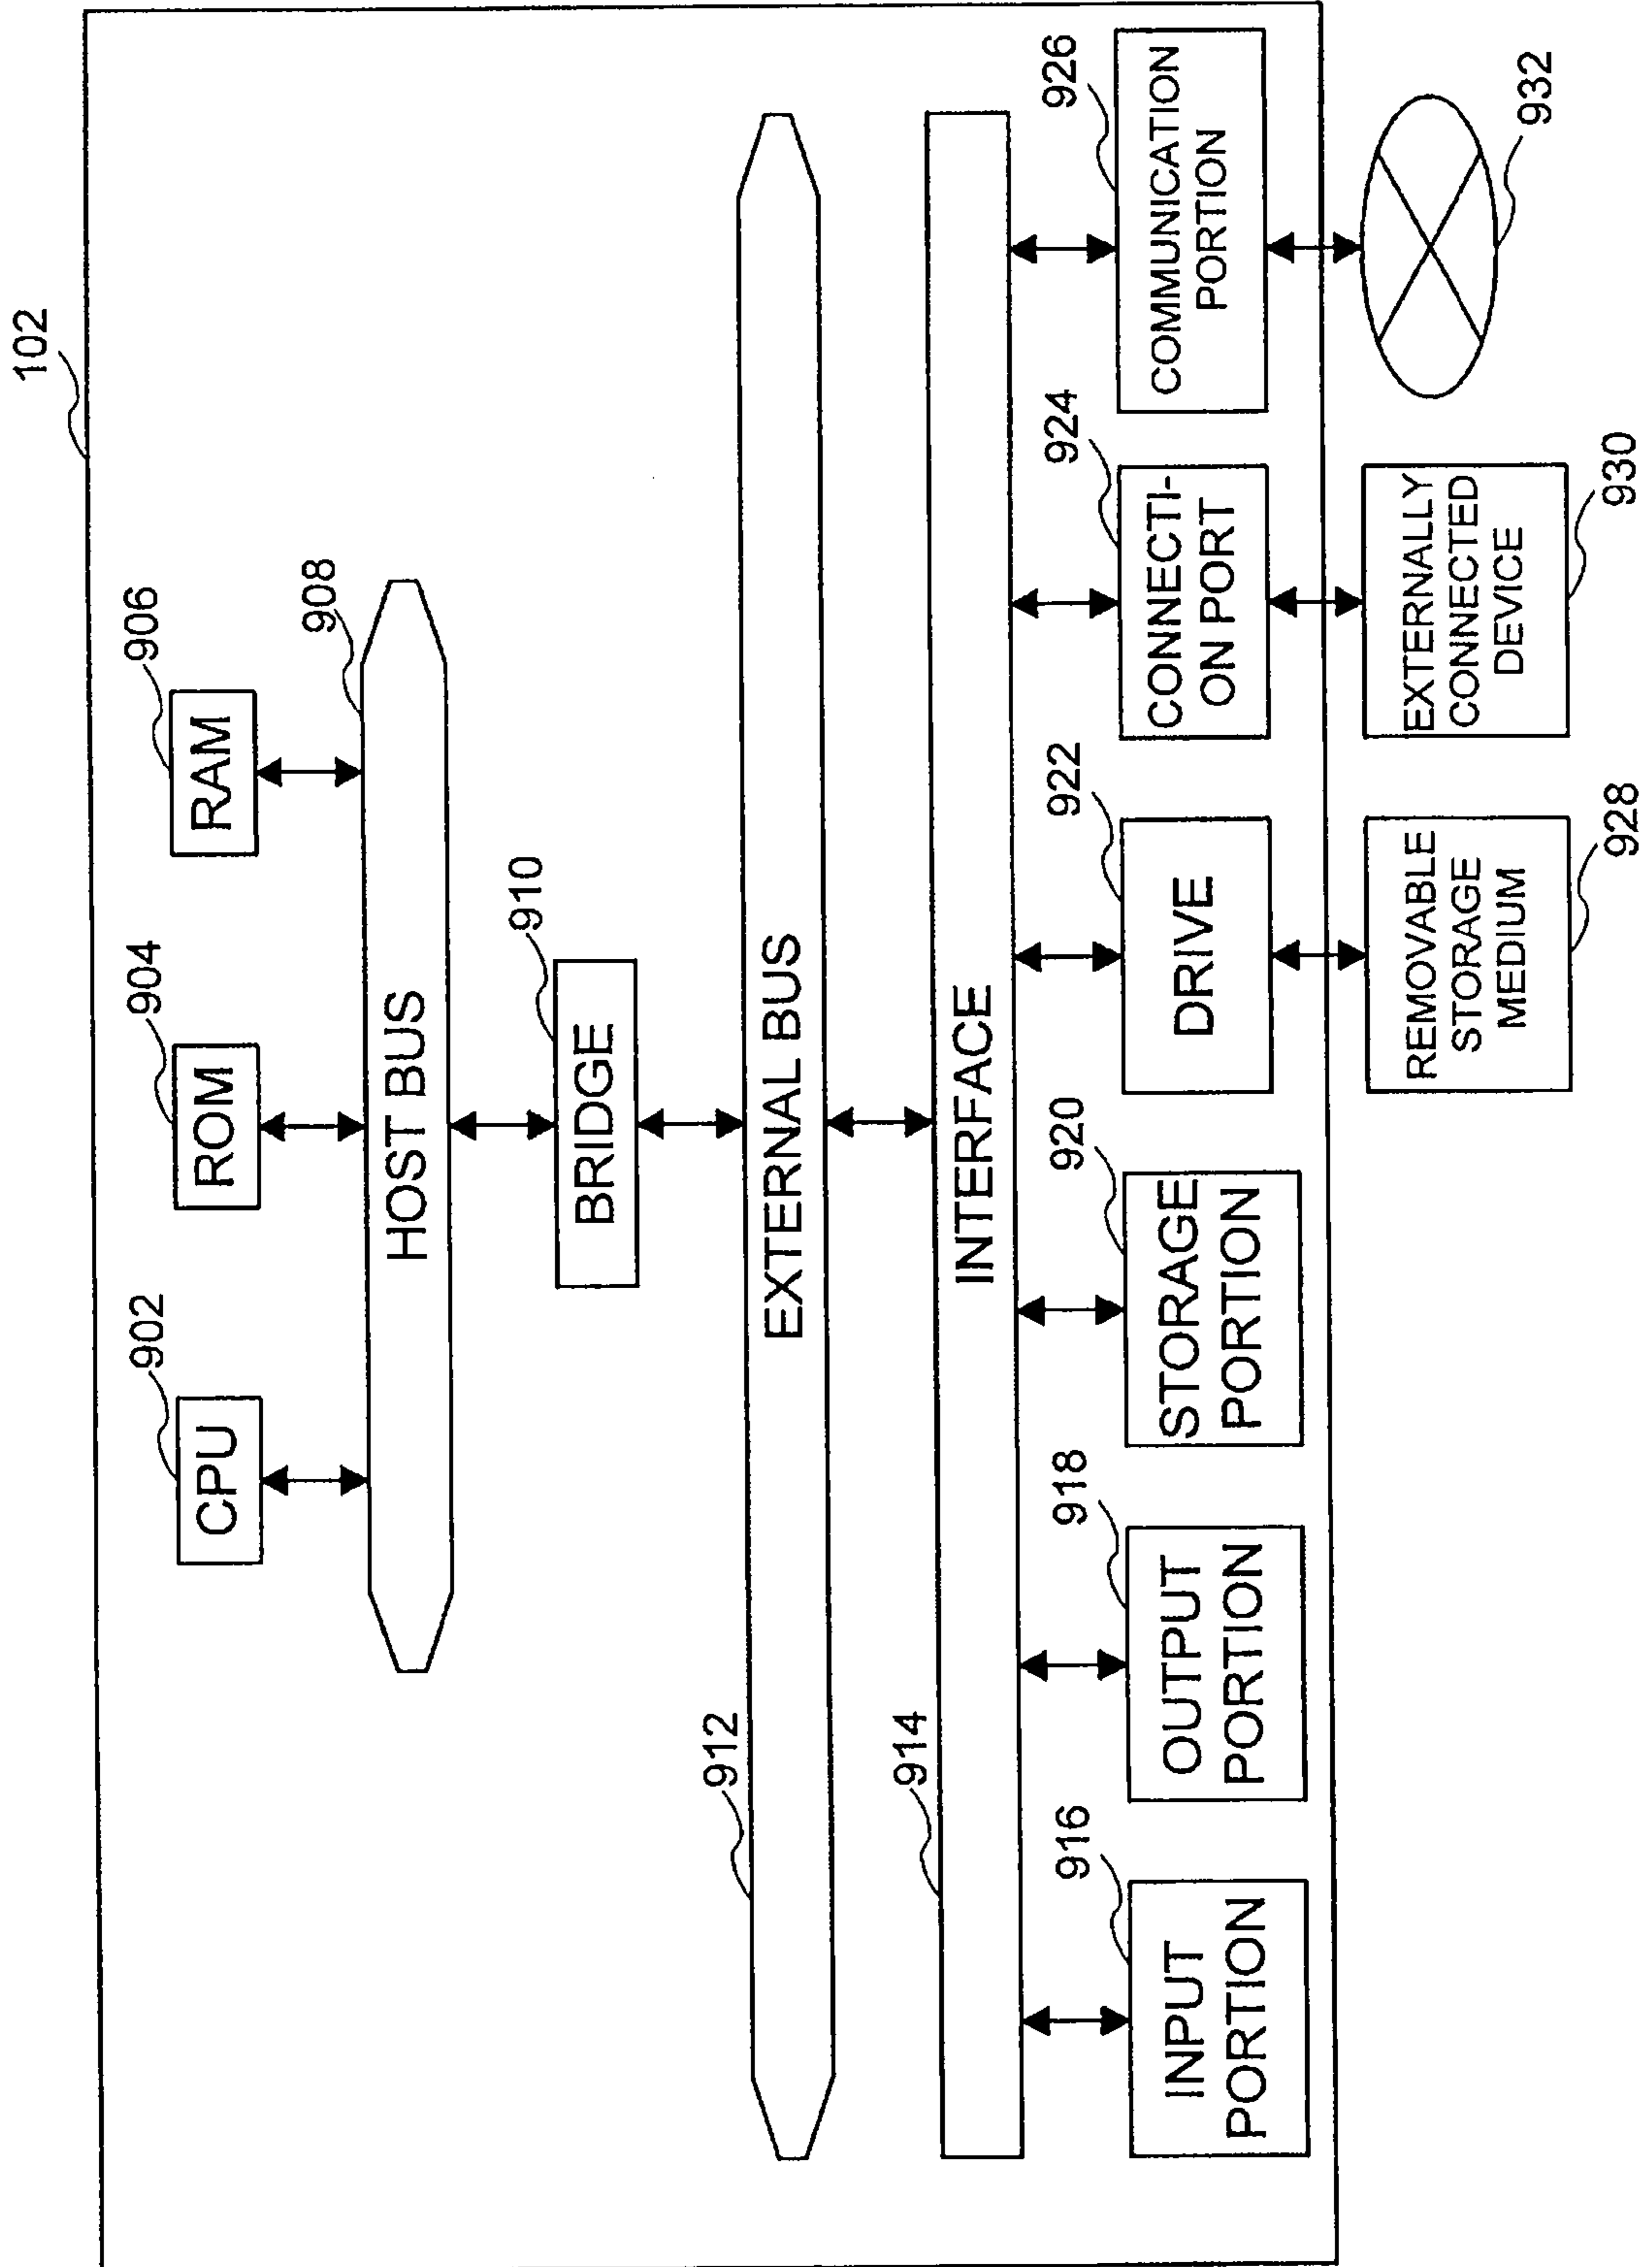 102
902
904
906
CPU
ROM
RAM
908
HOST BUS
910
BRIDGE
912
EXTERNAL BUS
914
INTERFACE
916
918
920
922
924
926
INPUT
PORTION
OUTPUT
PORTION
STORAGE
PORTION
DRIVE
CONNECTI-
ON PORT
COMMUNICATION
PORTION
REMOVABLE
STORAGE
MEDIUM
EXTERNALLY
CONNECTED
DEVICE
928
930
932